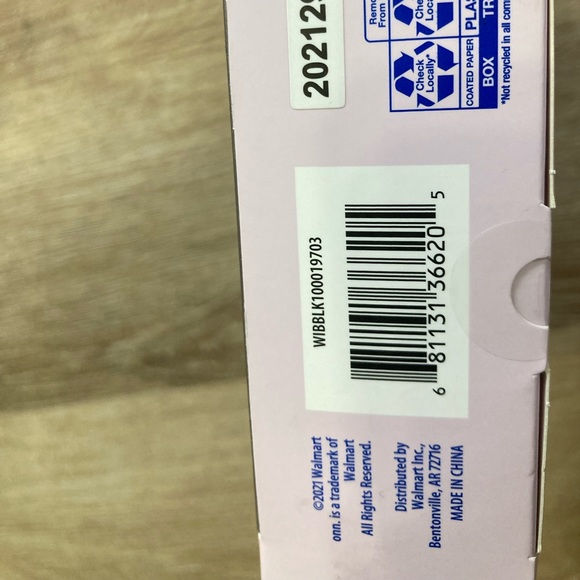 202129
Remo
From
Check
Locally*
Check
Locally*
COATED PAPER
PLAS
BOX
TR
*Not recycled in all com
WIBBLK100019703
6 81131 36620 5
©2021 Walmart
onn. is a trademark of
Walmart
All Rights Reserved.
Distributed by
Walmart Inc.,
Bentonville, AR 72716
MADE IN CHINA